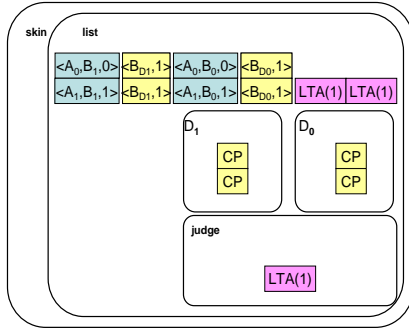 skin list
<A0,B1,0> <BD1,1> <A0,B0,0> <BD0,1>
<A1,B1,1> <BD1,1> <A1,B0,1> <BD0,1> LTA(1) LTA(1)
D1 D0
CP CP
CP CP
judge
LTA(1)